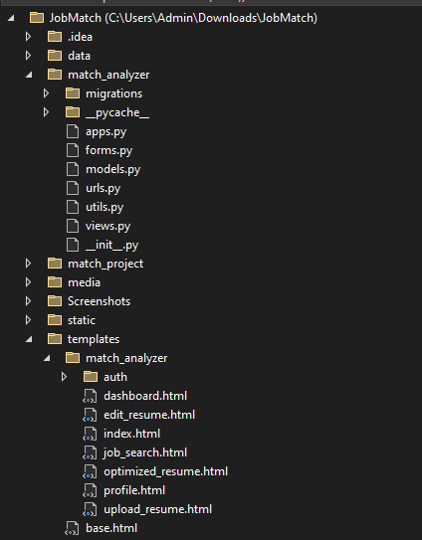 JobMatch (C:\Users\Admin\Downloads\JobMatch)
.idea
data
match_analyzer
migrations
__pycache__
apps.py
forms.py
models.py
urls.py
utils.py
views.py
__init__.py
match_project
media
Screenshots
static
templates
match_analyzer
auth
dashboard.html
edit_resume.html
index.html
job_search.html
optimized_resume.html
profile.html
upload_resume.html
base.html